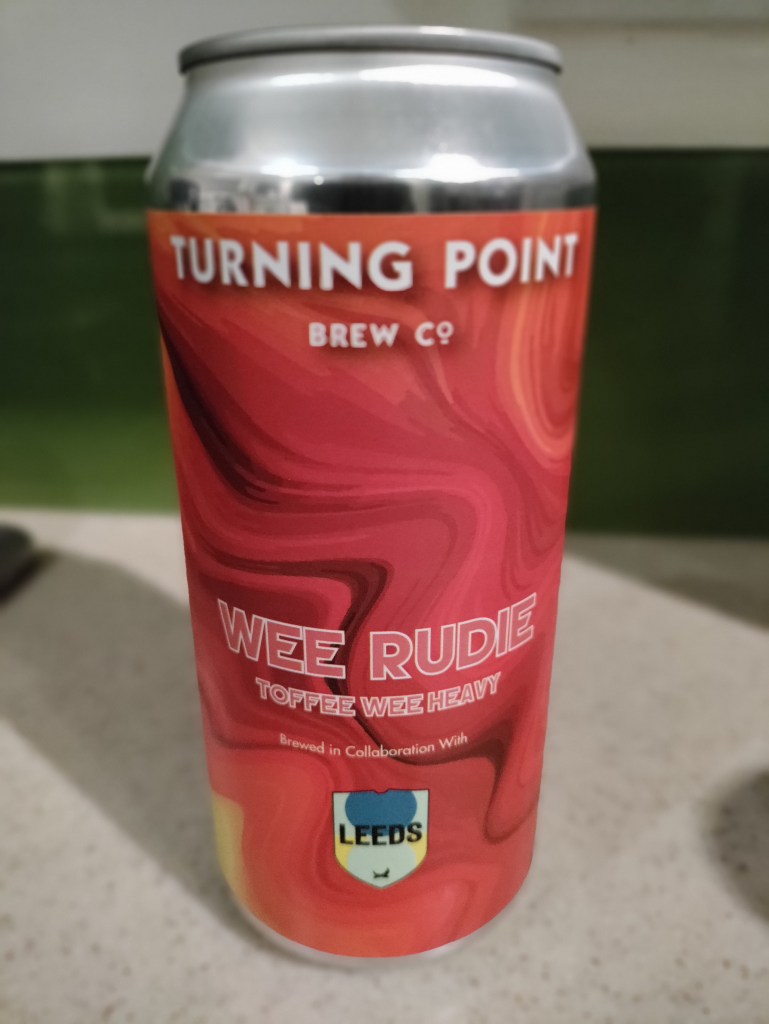 TURNING POINT
BREW Cº
WEE RUDIE
TOFFEE WEE HEAVY
Brewed in Collaboration With
LEEDS